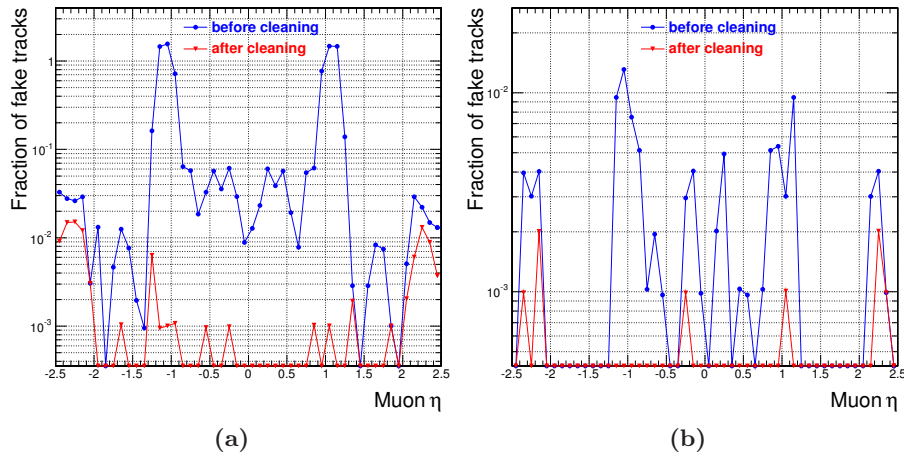 before cleaning
after cleaning
Fraction of fake tracks
1
10^-1
10^-2
10^-3
-2.5 -2 -1.5 -1 -0.5 0 0.5 1 1.5 2 2.5
Muon η
(a)
before cleaning
after cleaning
Fraction of fake tracks
10^-2
10^-3
-2.5 -2 -1.5 -1 -0.5 0 0.5 1 1.5 2 2.5
Muon η
(b)